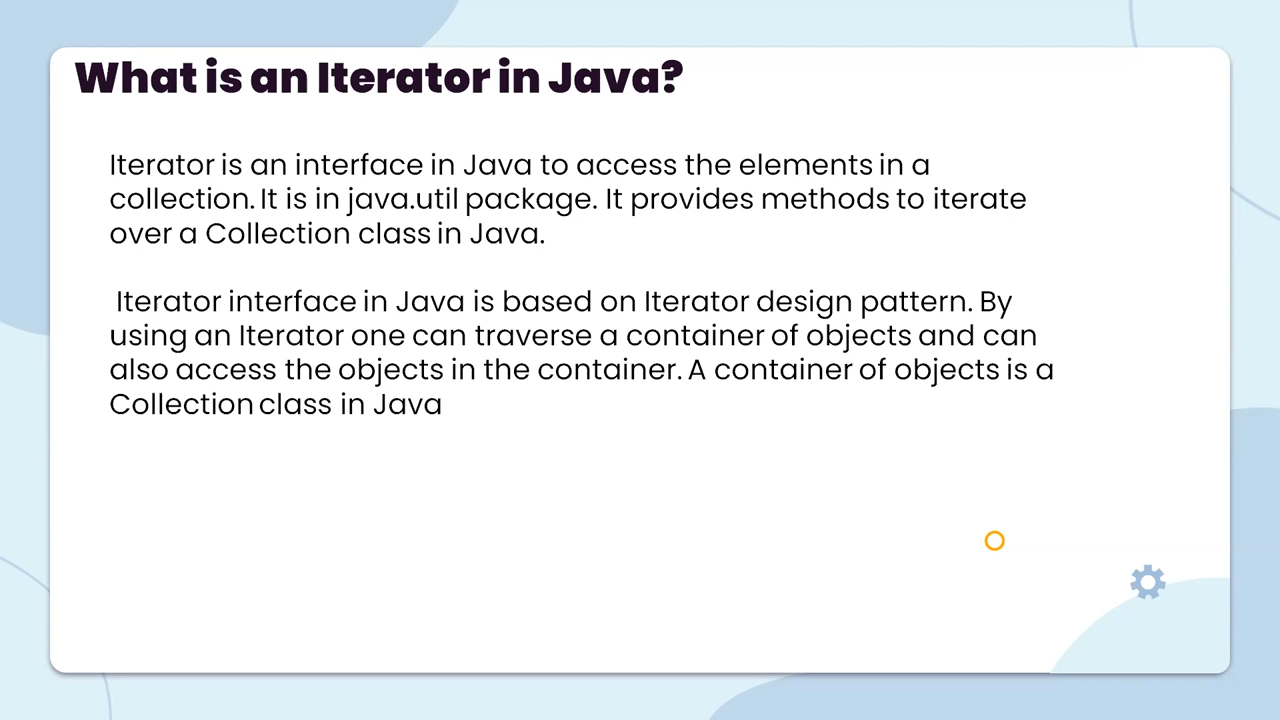 What is an Iterator in Java?
Iterator is an interface in Java to access the elements in a
collection. It is in java.util package. It provides methods to iterate
over a Collection class in Java.
Iterator interface in Java is based on Iterator design pattern. By
using an Iterator one can traverse a container of objects and can
also access the objects in the container. A container of objects is a
Collection class in Java